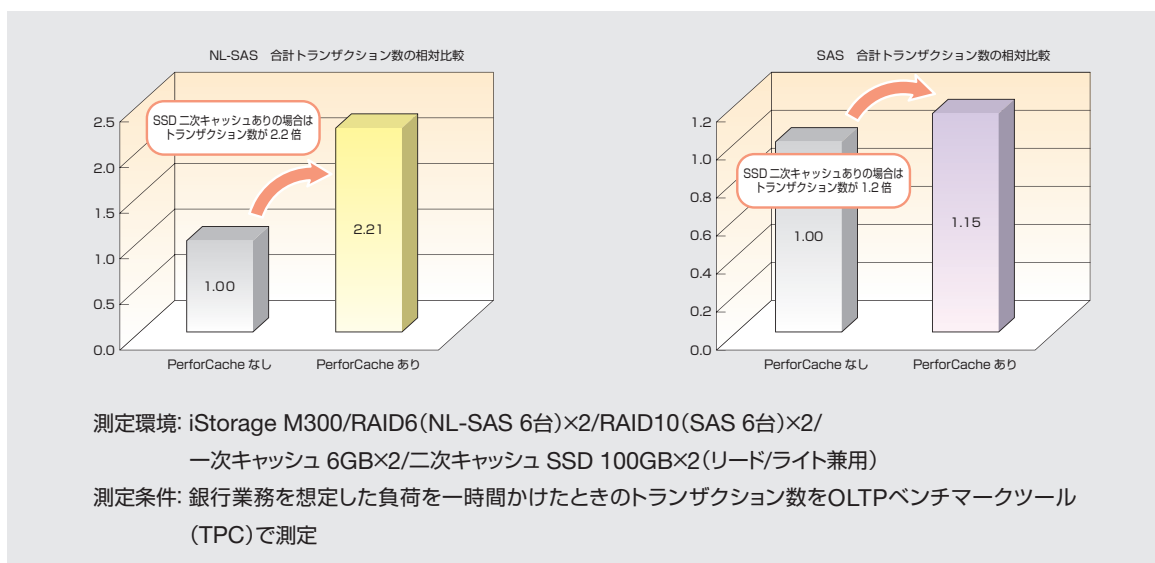 NL-SAS 合計トランザクション数の相対比較
2.5
2.0
1.5
1.0
0.5
0.0
SSD 二次キャッシュありの場合は
トランザクション数が 2.2 倍
1.00
2.21
PerforCache なし
PerforCache あり
SAS 合計トランザクション数の相対比較
1.2
1.0
0.8
0.6
0.4
0.2
0.0
SSD 二次キャッシュありの場合は
トランザクション数が 1.2 倍
1.00
1.15
PerforCache なし
PerforCache あり
測定環境: iStorage M300/RAID6(NL-SAS 6台)×2/RAID10(SAS 6台)×2/
一次キャッシュ 6GB×2/二次キャッシュ SSD 100GB×2(リード/ライト兼用)
測定条件: 銀行業務を想定した負荷を一時間かけたときのトランザクション数をOLTPベンチマークツール
(TPC)で測定